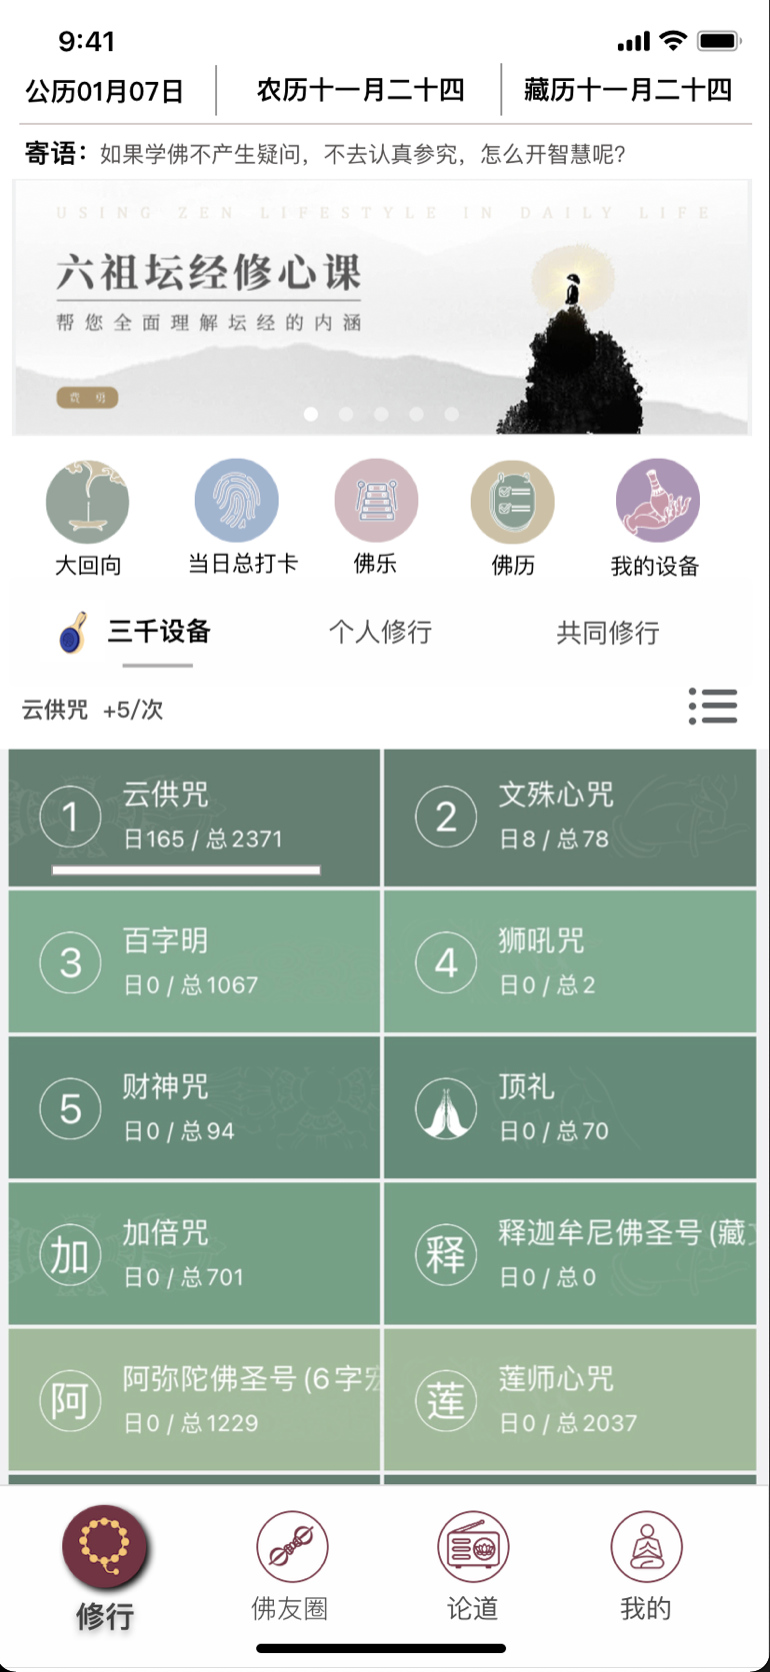 9:41
公历01月07日
农历十一月二十四
藏历十一月二十四
寄语：如果学佛不产生疑问，不去认真参究，怎么开智慧呢?
USING ZEN LIFESTYLE IN DAILY LIFE
六祖坛经修心课
帮您全面理解坛经的内涵
大回向
当日总打卡
佛乐
佛历
我的设备
三千设备
个人修行
共同修行
云供咒 +5/次
1
云供咒
日165 / 总2371
2
文殊心咒
日8 / 总78
3
百字明
日0 / 总1067
4
狮吼咒
日0 / 总2
5
财神咒
日0 / 总94
顶礼
日0 / 总70
加
加倍咒
日0 / 总701
释
释迦牟尼佛圣号 (藏
日0 / 总0
阿
阿弥陀佛圣号 (6字
日0 / 总1229
莲
莲师心咒
日0 / 总2037
修行
佛友圈
论道
我的